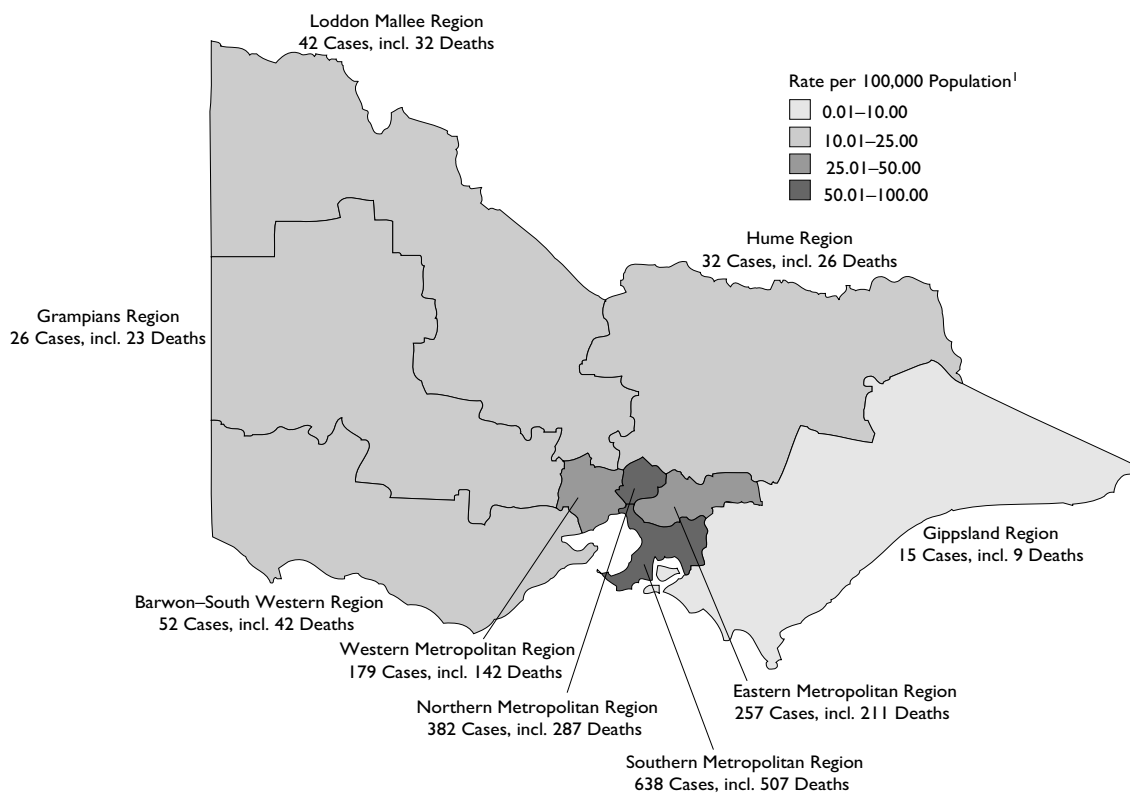 Loddon Mallee Region
42 Cases, incl. 32 Deaths
Rate per 100,000 Population¹
0.01–10.00
10.01–25.00
25.01–50.00
50.01–100.00
Hume Region
32 Cases, incl. 26 Deaths
Grampians Region
26 Cases, incl. 23 Deaths
Gippsland Region
15 Cases, incl. 9 Deaths
Barwon–South Western Region
52 Cases, incl. 42 Deaths
Western Metropolitan Region
179 Cases, incl. 142 Deaths
Northern Metropolitan Region
382 Cases, incl. 287 Deaths
Eastern Metropolitan Region
257 Cases, incl. 211 Deaths
Southern Metropolitan Region
638 Cases, incl. 507 Deaths